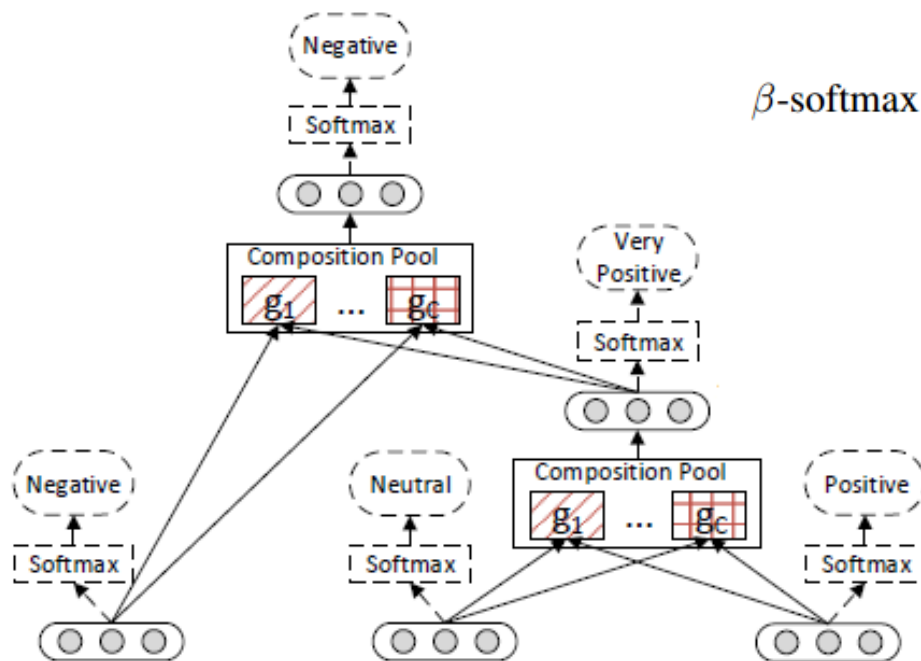 Negative
β-softmax
Softmax
Composition Pool
g1 ... gC
Very
Positive
Softmax
Negative
Neutral
Composition Pool
g1 ... gC
Positive
Softmax
Softmax
Softmax